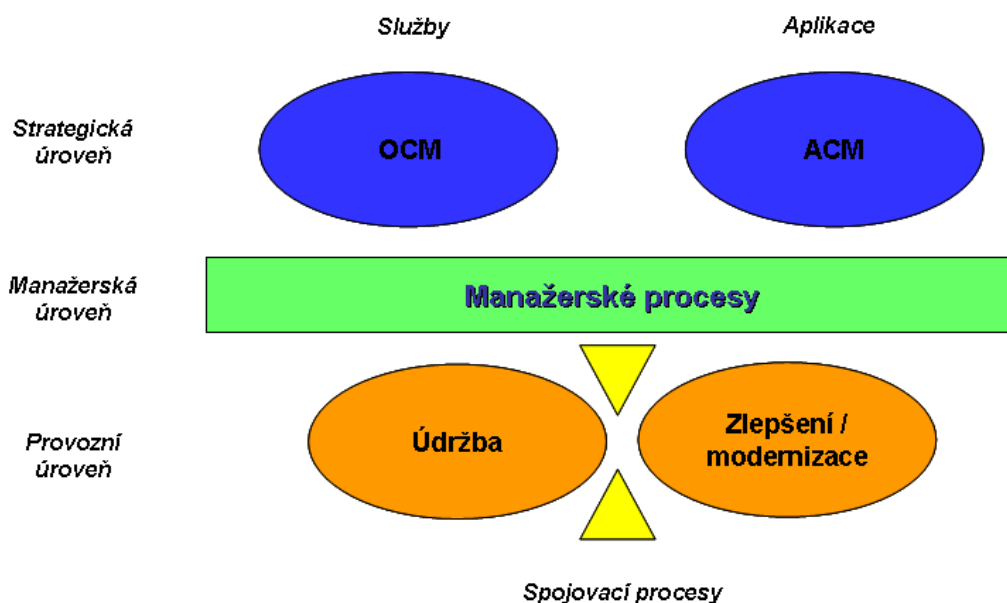 Služby
Aplikace
Strategická
úroveň
OCM
ACM
Manažerská
úroveň
Manažerské procesy
Provozní
úroveň
Údržba
Zlepšení /
modernizace
Spojovací procesy